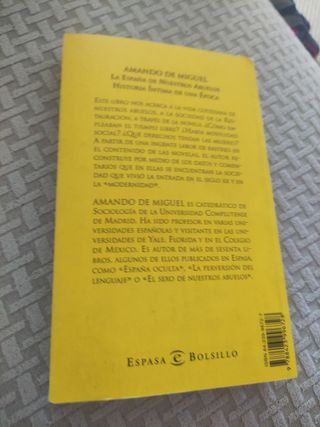 AMANDO DE MIGUEL
LA ESPAÑA DE NUESTROS ABUELOS
HISTORIA ÍNTIMA DE UNA ÉPOCA
ESTE LIBRO NOS ACERCA A LA VIDA COTIDIANA DE
NUESTROS ABUELOS, A LA SOCIEDAD DE LA RES-
TAURACIÓN, A TRAVÉS DE LA NOVELA ¿CÓMO EM-
PLEABAN EL TIEMPO LIBRE? ¿HABÍA MOVILIDAD
SOCIAL? ¿QUÉ DERECHOS TENÍAN LAS MUJERES?
A PARTIR DE UNA INGENTE LABOR DE RASTREO EN
EL CONTENIDO DE LAS NOVELAS, EL AUTOR RE-
CONSTRUYE POR MEDIO DE LOS DATOS Y COMEN-
TARIOS QUE EN ELLAS SE ENCUENTRAN LA SOCIE-
DAD QUE VIVIÓ LA ENTRADA EN EL SIGLO XX Y EN
LA «MODERNIDAD».
AMANDO DE MIGUEL ES CATEDRÁTICO DE
SOCIOLOGÍA DE LA UNIVERSIDAD COMPLUTENSE
DE MADRID. HA SIDO PROFESOR EN VARIAS UNI-
VERSIDADES ESPAÑOLAS Y VISITANTE EN LAS UNI-
VERSIDADES DE YALE, FLORIDA Y EN EL COLEGIO
DE MÉXICO. ES AUTOR DE MÁS DE SESENTA LI-
BROS, ALGUNOS DE ELLOS PUBLICADOS EN ESPASA,
COMO «ESPAÑA OCULTA», «LA PERVERSIÓN DEL
LENGUAJE» O «EL SEXO DE NUESTROS ABUELOS».
ESPASA BOLSILLO